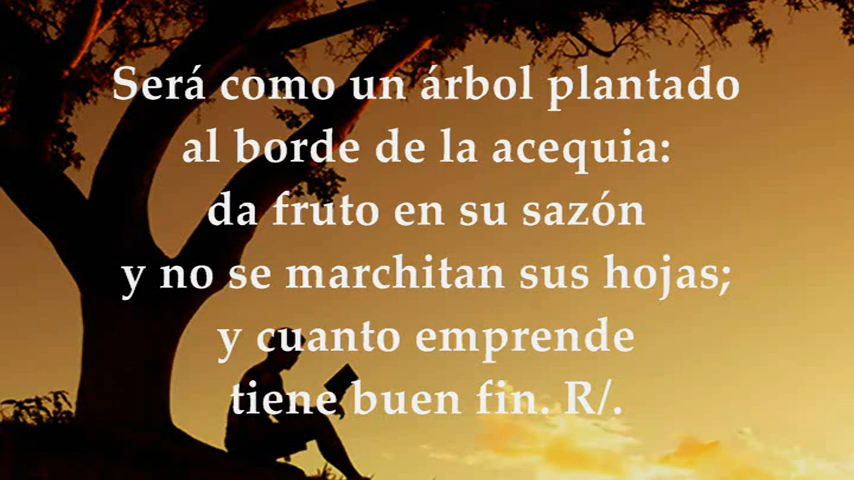 Será como un árbol plantado
al borde de la acequia:
da fruto en su sazón
y no se marchitan sus hojas;
y cuanto emprende
tiene buen fin. R/.